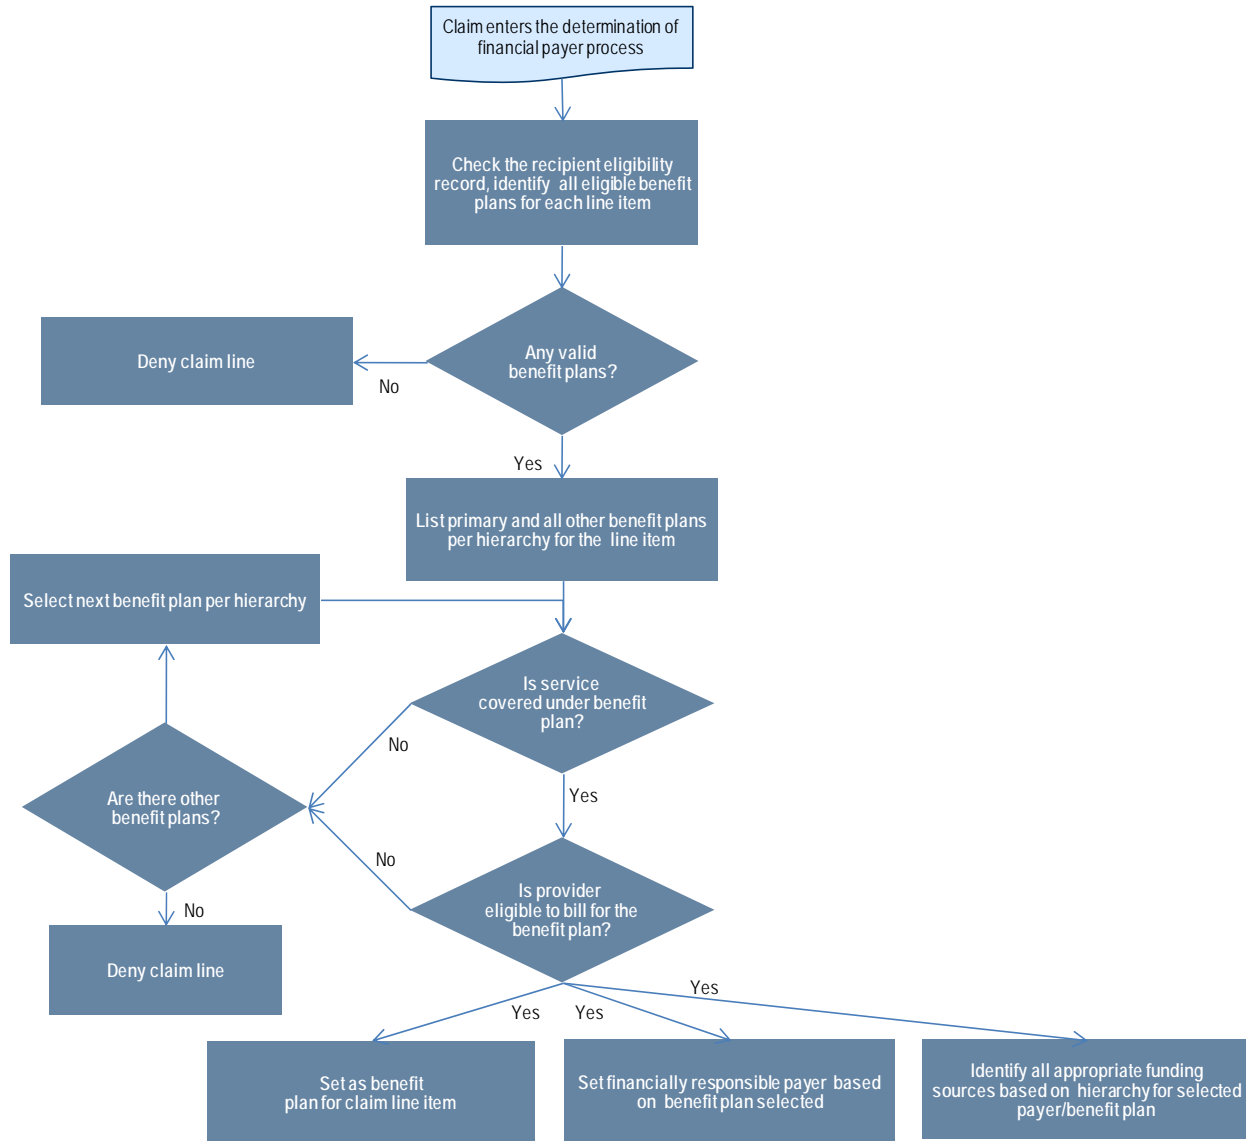 Claim enters the determination of
financial payer process
Check the recipient eligibility
record, identify all eligible benefit
plans for each line item
Any valid
benefit plans?
Deny claim line
No
Yes
List primary and all other benefit plans
per hierarchy for the line item
Select next benefit plan per hierarchy
Is service
covered under benefit
plan?
No
Are there other
benefit plans?
Yes
No
Is provider
eligible to bill for the
benefit plan?
No
Deny claim line
Yes
Yes
Yes
Set as benefit
plan for claim line item
Set financially responsible payer based
on benefit plan selected
Identify all appropriate funding
sources based on hierarchy for selected
payer/benefit plan